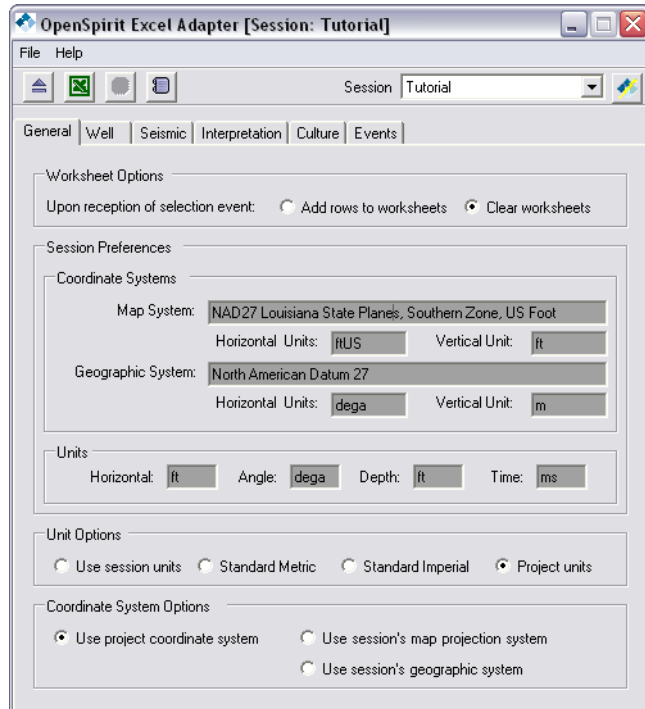 OpenSpirit Excel Adapter [Session: Tutorial]
File Help
Session Tutorial
General Well Seismic Interpretation Culture Events
Worksheet Options
Upon reception of selection event: Add rows to worksheets Clear worksheets
Session Preferences
Coordinate Systems
Map System: NAD27 Louisiana State Planes, Southern Zone, US Foot
Horizontal Units: ftUS Vertical Unit: ft
Geographic System: North American Datum 27
Horizontal Units: dega Vertical Unit: m
Units
Horizontal: ft Angle: dega Depth: ft Time: ms
Unit Options
Use session units Standard Metric Standard Imperial Project units
Coordinate System Options
Use project coordinate system Use session's map projection system
Use session's geographic system